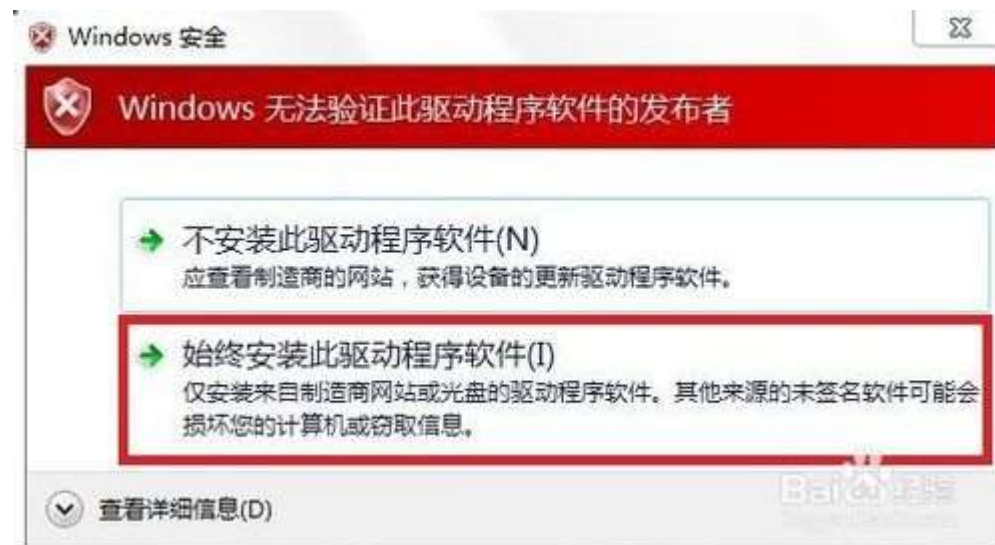 Windows 安全
Windows 无法验证此驱动程序软件的发布者
不安装此驱动程序软件(N)
应查看制造商的网站，获得设备的更新驱动程序软件。
始终安装此驱动程序软件(I)
仅安装来自制造商网站或光盘的驱动程序软件。其他来源的未签名软件可能会
损坏您的计算机或窃取信息。
查看详细信息(D)
Baidu 经验